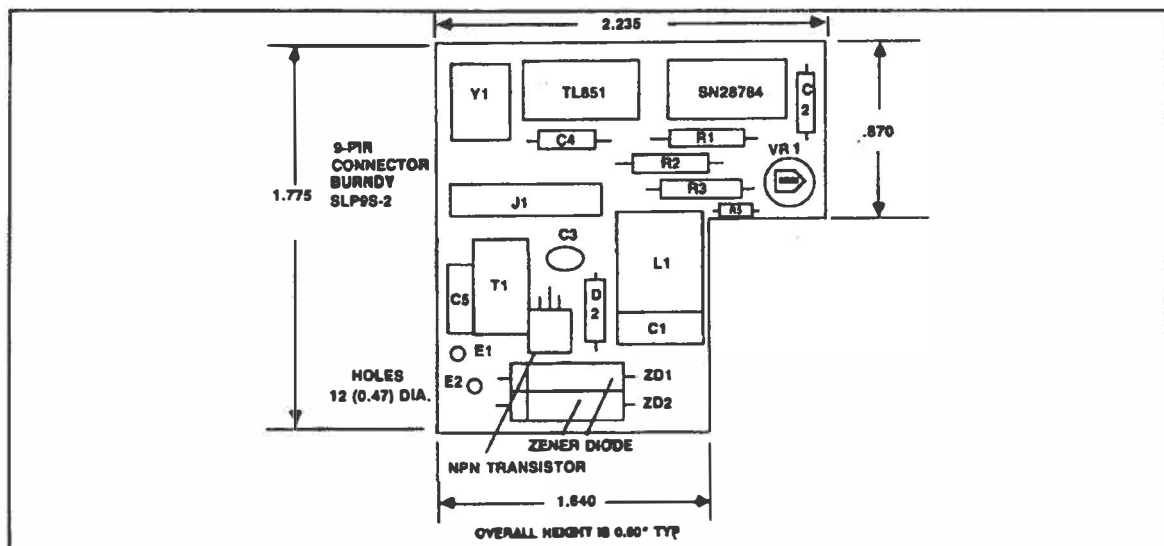 2.235
Y1
TL851
SN28784
C
2
.870
C4
R1
VR 1
9-PIN
CONNECTOR
BURNDY
SLP9S-2
R2
1.775
R3
J1
R5
C3
L1
T1
C5
D
2
C1
E1
HOLES
12 (0.47) DIA.
E2
ZD1
ZD2
ZENER DIODE
NPN TRANSISTOR
1.640
OVERALL HEIGHT IS 0.60" TYP